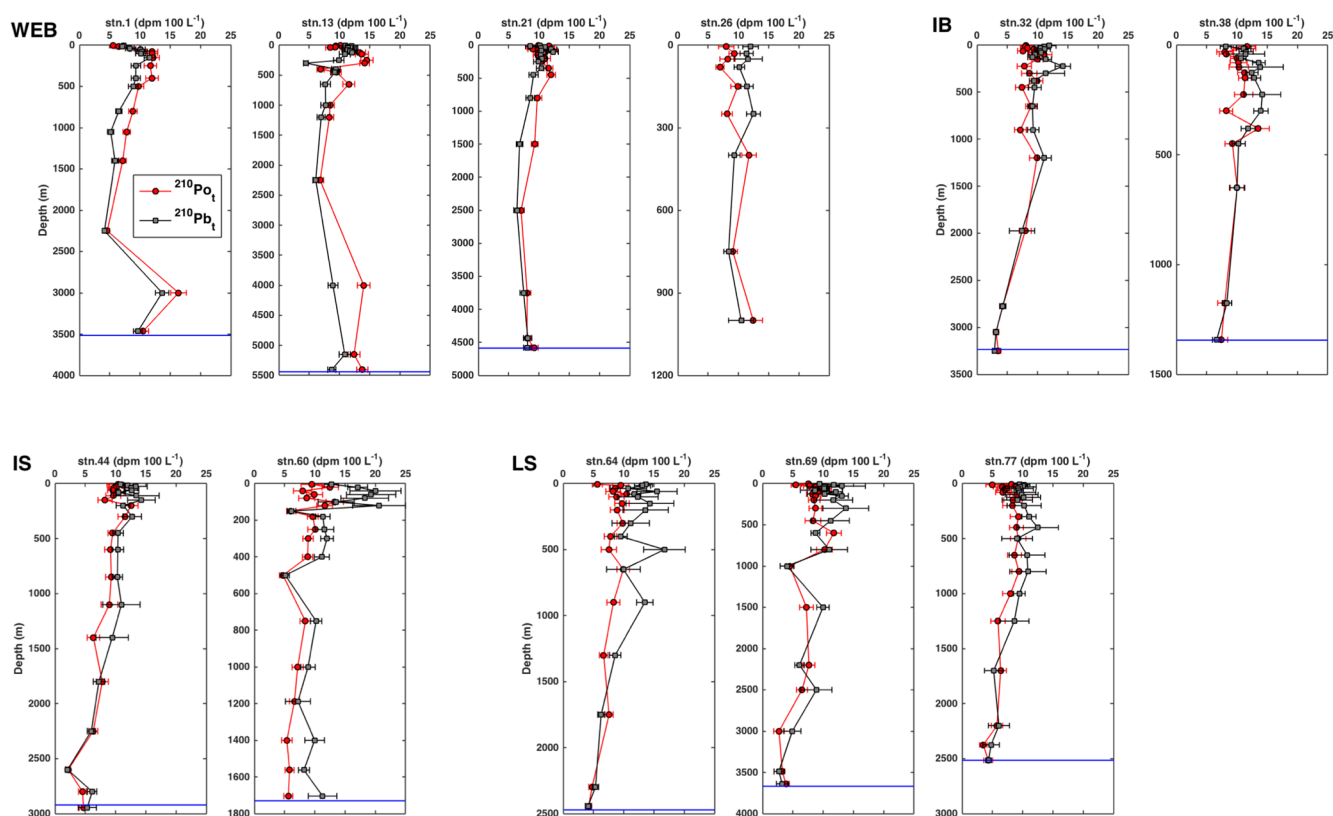 WEB
stn.1 (dpm 100 L⁻¹)
0 5 10 15 20 25
Depth (m)
0
500
1000
1500
2000
2500
3000
3500
4000
²¹⁰Poₜ
²¹⁰Pbₜ
stn.13 (dpm 100 L⁻¹)
0 5 10 15 20 25
0
500
1000
1500
2000
2500
3000
3500
4000
4500
5000
5500
stn.21 (dpm 100 L⁻¹)
0 5 10 15 20 25
0
500
1000
1500
2000
2500
3000
3500
4000
4500
5000
stn.26 (dpm 100 L⁻¹)
0 5 10 15 20 25
0
300
600
900
1200
IB
stn.32 (dpm 100 L⁻¹)
0 5 10 15 20 25
Depth (m)
0
500
1000
1500
2000
2500
3000
3500
stn.38 (dpm 100 L⁻¹)
0 5 10 15 20 25
0
500
1000
1500
IS
stn.44 (dpm 100 L⁻¹)
0 5 10 15 20 25
Depth (m)
0
500
1000
1500
2000
2500
3000
stn.60 (dpm 100 L⁻¹)
0 5 10 15 20 25
0
200
400
600
800
1000
1200
1400
1600
1800
LS
stn.64 (dpm 100 L⁻¹)
0 5 10 15 20 25
Depth (m)
0
500
1000
1500
2000
2500
stn.69 (dpm 100 L⁻¹)
0 5 10 15 20 25
0
500
1000
1500
2000
2500
3000
3500
4000
stn.77 (dpm 100 L⁻¹)
0 5 10 15 20 25
0
500
1000
1500
2000
2500
3000